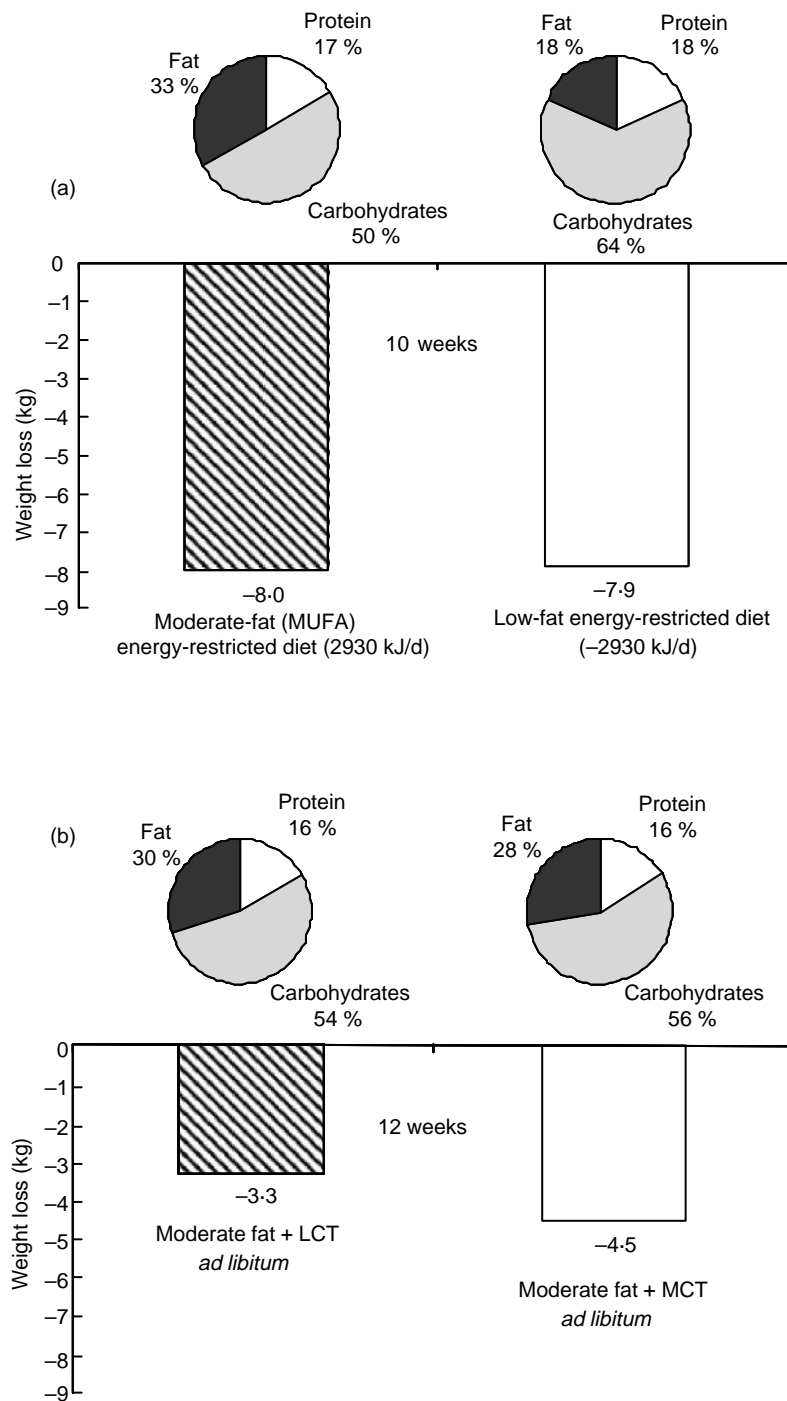 Protein
17 %
Fat
33 %
Carbohydrates
50 %
Fat
18 %
Protein
18 %
Carbohydrates
64 %
(a)
0
–1
–2
–3
–4
–5
–6
–7
–8
–9
Weight loss (kg)
10 weeks
–8·0
Moderate-fat (MUFA)
energy-restricted diet (2930 kJ/d)
–7·9
Low-fat energy-restricted diet
(–2930 kJ/d)
(b)
Protein
16 %
Fat
30 %
Carbohydrates
54 %
Protein
16 %
Fat
28 %
Carbohydrates
56 %
0
–1
–2
–3
–4
–5
–6
–7
–8
–9
Weight loss (kg)
12 weeks
–3·3
Moderate fat + LCT
ad libitum
–4·5
Moderate fat + MCT
ad libitum